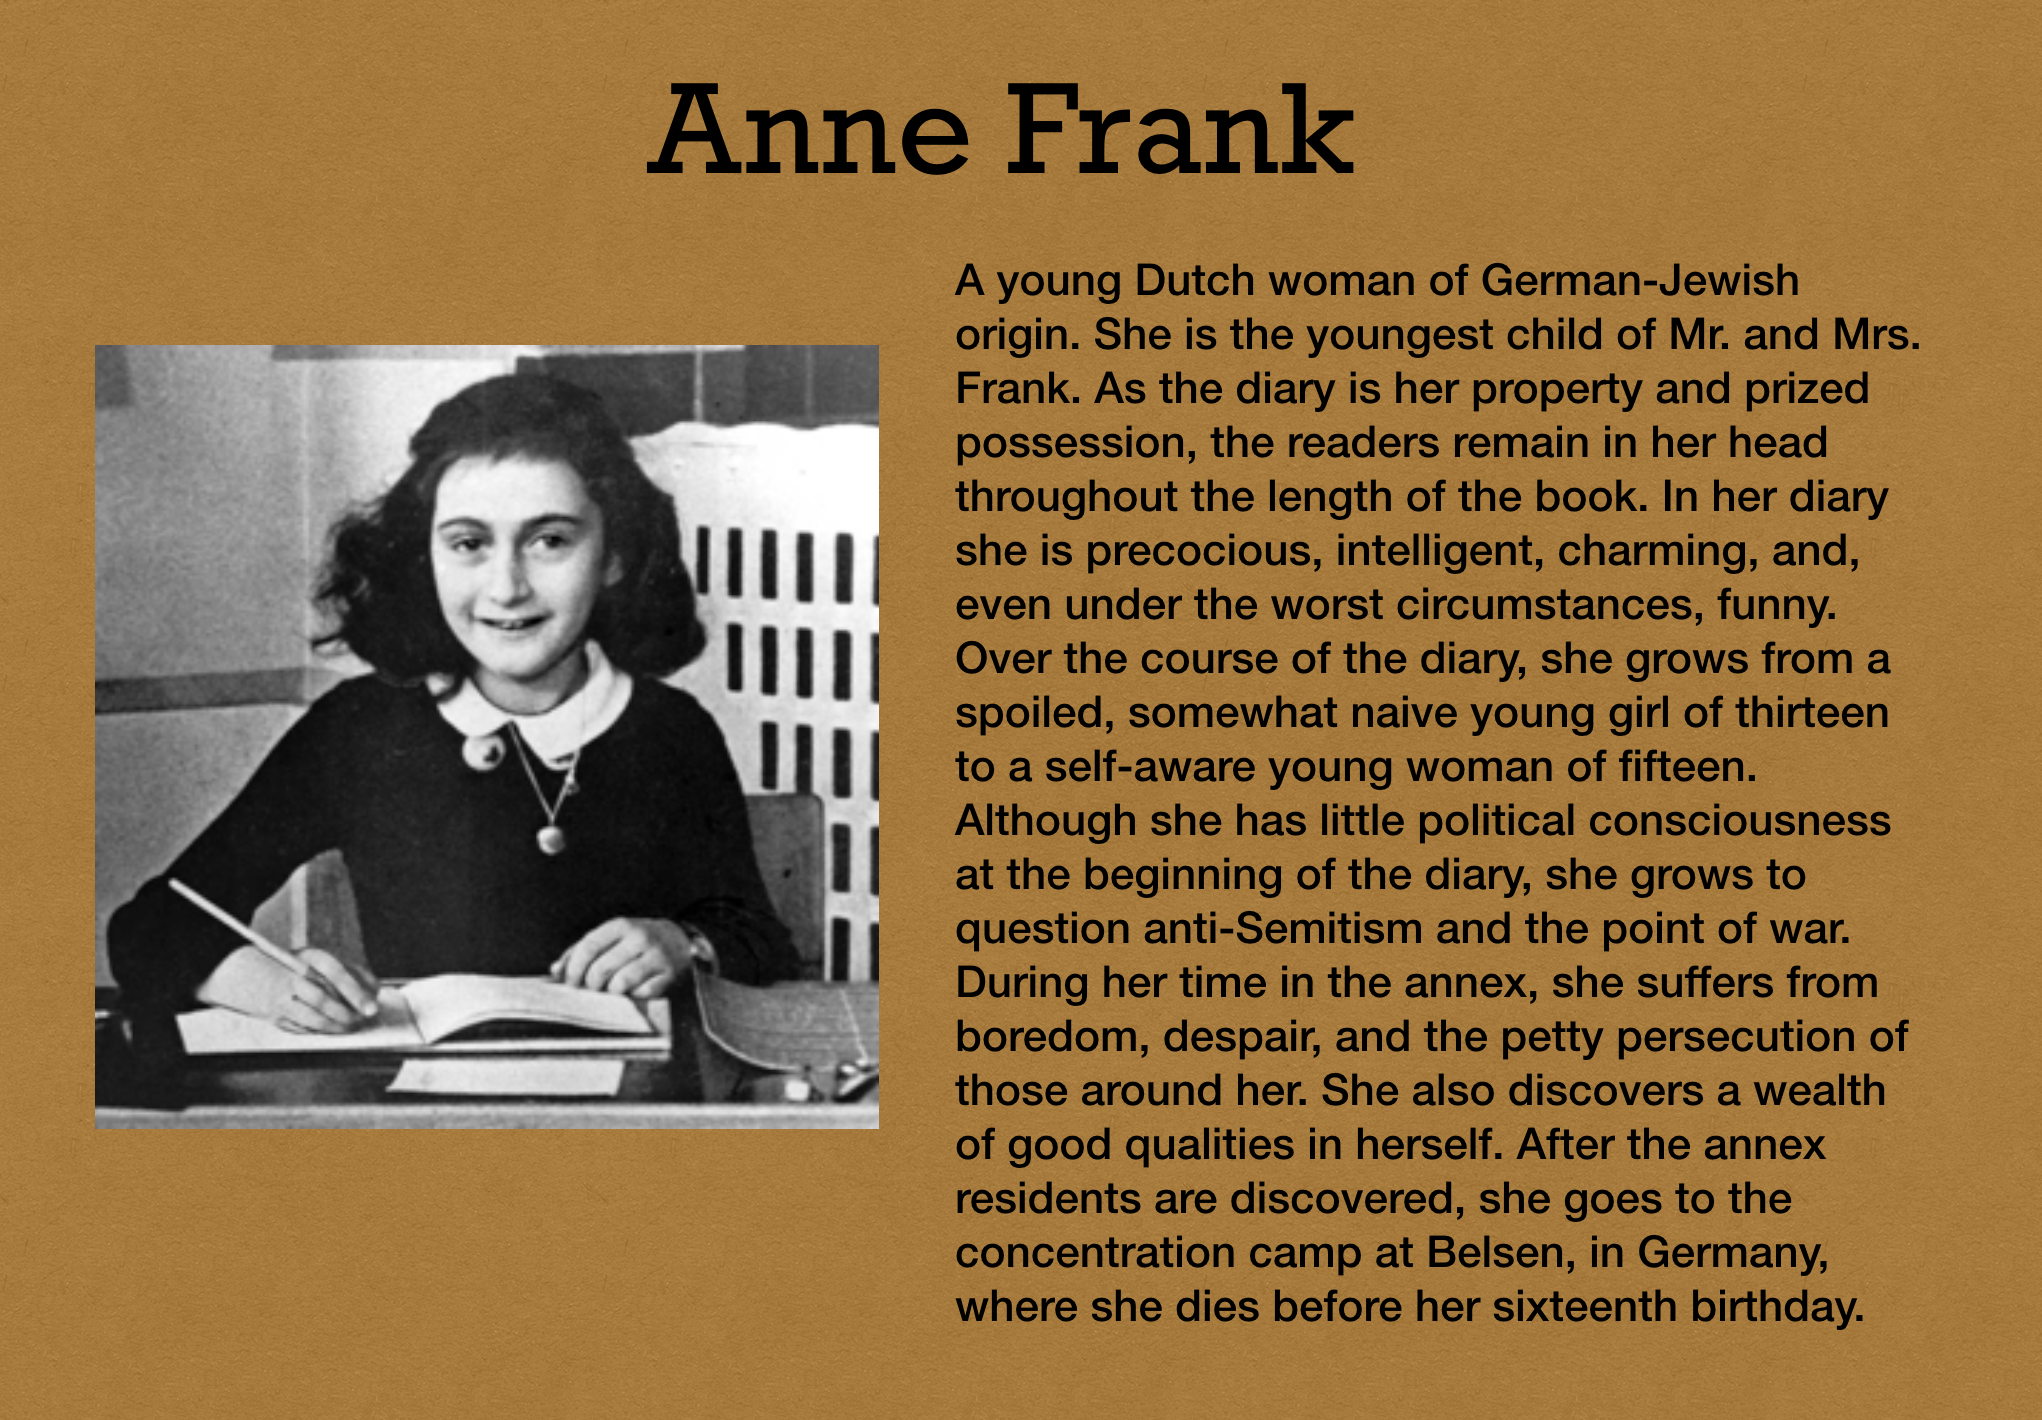 Anne Frank
A young Dutch woman of German-Jewish
origin. She is the youngest child of Mr. and Mrs.
Frank. As the diary is her property and prized
possession, the readers remain in her head
throughout the length of the book. In her diary
she is precocious, intelligent, charming, and,
even under the worst circumstances, funny.
Over the course of the diary, she grows from a
spoiled, somewhat naive young girl of thirteen
to a self-aware young woman of fifteen.
Although she has little political consciousness
at the beginning of the diary, she grows to
question anti-Semitism and the point of war.
During her time in the annex, she suffers from
boredom, despair, and the petty persecution of
those around her. She also discovers a wealth
of good qualities in herself. After the annex
residents are discovered, she goes to the
concentration camp at Belsen, in Germany,
where she dies before her sixteenth birthday.